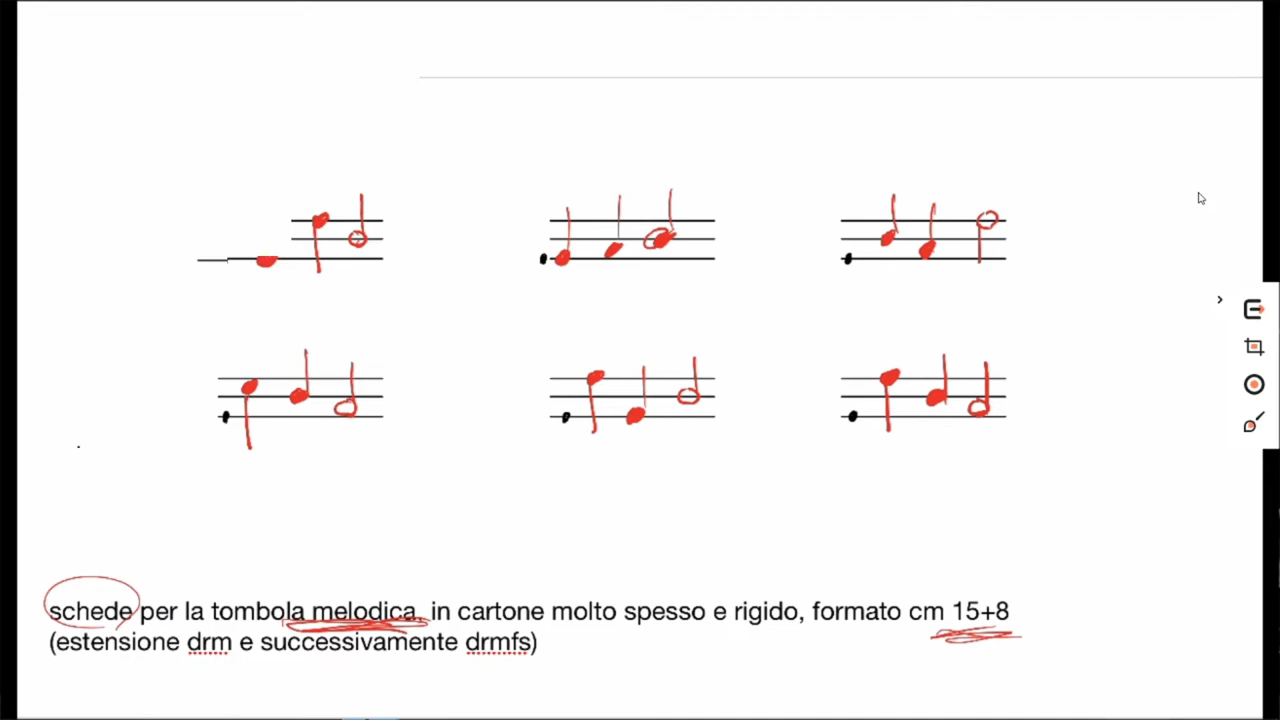 schede per la tombola melodica, in cartone molto spesso e rigido, formato cm 15+8
(estensione drm e successivamente drmfs)